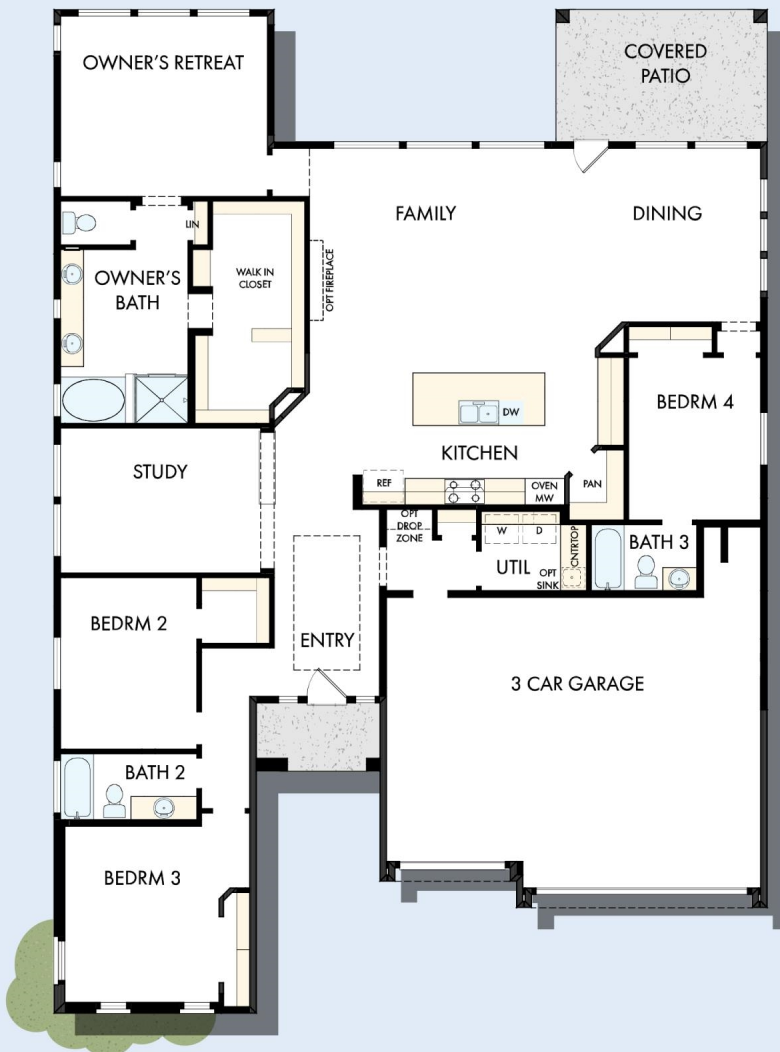 OWNER'S RETREAT
COVERED
PATIO
FAMILY
DINING
LIN
OWNER'S
BATH
WALK IN
CLOSET
OPT FIREPLACE
BEDRM 4
DW
KITCHEN
STUDY
REF
OVEN
MW
PAN
OPT
DROP
ZONE
W
D
CNTRTOP
UTIL
OPT
SINK
BATH 3
BEDRM 2
ENTRY
3 CAR GARAGE
BATH 2
BEDRM 3